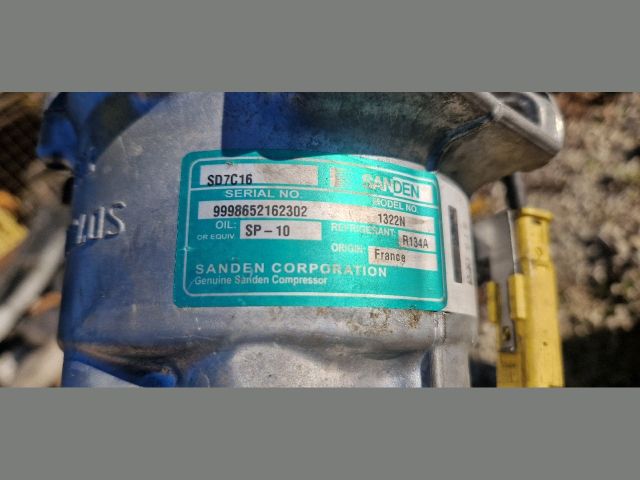 SD7C16 SANDEN
SERIAL NO. MODEL NO.
9998652162302 1322N
OIL: SP-10 REFRIGESANT: R134A
OR EQUIV
ORIGIN: France
SANDEN CORPORATION
Genuine Sanden Compressor